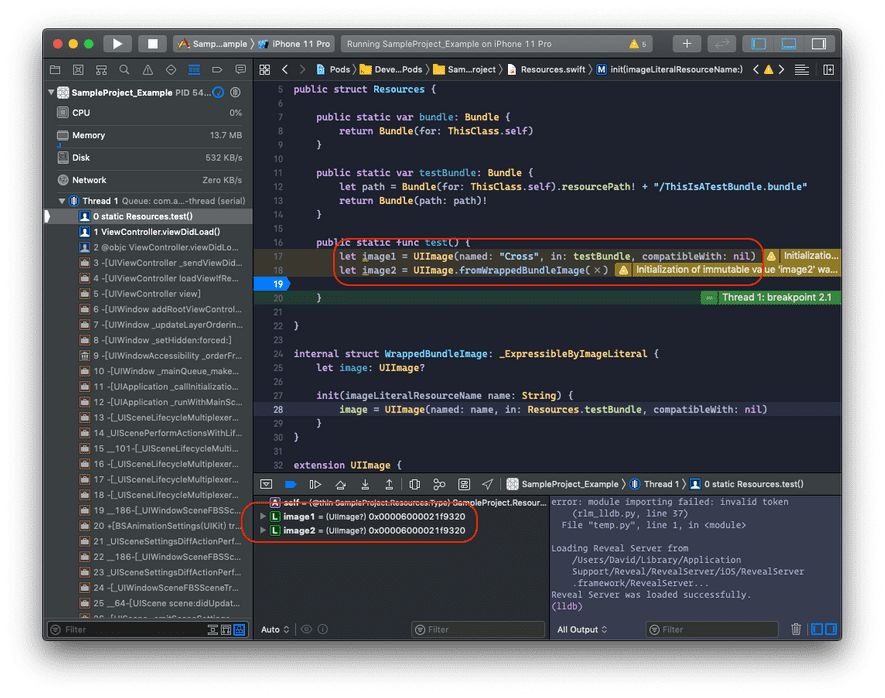 Samp...ample iPhone 11 Pro
Running SampleProject_Example on iPhone 11 Pro
5
SampleProject_Example PID 54...
CPU 0%
Memory 13.7 MB
Disk 532 KB/s
Network Zero KB/s
Thread 1 Queue: com.a...-thread (serial)
0 static Resources.test()
1 ViewController.viewDidLoad()
2 @objc ViewController.viewDidLo...
3 -[UIViewController _sendViewDid...
4 -[UIViewController loadViewIfRe...
5 -[UIViewController view]
6 -[UIWindow addRootViewControl...
7 -[UIWindow _updateLayerOrderin...
8 -[UIWindow _setHidden:forced:]
9 -[UIWindowAccessibility _orderFr...
10 -[UIWindow _mainQueue_make...
11 -[UIApplication _callInitializatio...
12 -[UIApplication _runWithMainSc...
13 -[_UISceneLifecycleMultiplexer...
14 _UIScenePerformActionsWithLif...
15 __101-[_UISceneLifecycleMulti...
16 -[_UISceneLifecycleMultiplexer...
17 -[_UISceneLifecycleMultiplexer...
18 -[_UISceneLifecycleMultiplexer...
19 __186-[_UIWindowSceneFBSSc...
20 +[BSAnimationSettings(UIKit) tr...
21 _UISceneSettingsDiffActionPerf...
22 __186-[_UIWindowSceneFBSSc...
23 _UISceneSettingsDiffActionPerf...
24 -[_UIWindowSceneFBSSceneTr...
25 __64-[UIScene scene:didUpdat...
Filter
Pods Deve...Pods Sam...roject Resources.swift M init(imageLiteralResourceName:)
5 public struct Resources {
6
7 public static var bundle: Bundle {
8 return Bundle(for: ThisClass.self)
9 }
10
11 public static var testBundle: Bundle {
12 let path = Bundle(for: ThisClass.self).resourcePath! + "/ThisIsATestBundle.bundle"
13 return Bundle(path: path)!
14 }
15
16 public static func test() {
17 let image1 = UIImage(named: "Cross", in: testBundle, compatibleWith: nil) Initializatio...
18 let image2 = UIImage.fromWrappedBundleImage( ) Initialization of immutable value 'image2' wa...
19
20 } Thread 1: breakpoint 2.1
21
22 }
23
24 internal struct WrappedBundleImage: _ExpressibleByImageLiteral {
25 let image: UIImage?
26
27 init(imageLiteralResourceName name: String) {
28 image = UIImage(named: name, in: Resources.testBundle, compatibleWith: nil)
29 }
30 }
31
32 extension UIImage {
SampleProject_Example Thread 1 0 static Resources.test()
A self = (@thin SampleProject.Resources.Type) SampleProject.Resour...
L image1 = (UIImage?) 0x00006000021f9320
L image2 = (UIImage?) 0x00006000021f9320
Auto
Filter
error: module importing failed: invalid token
(rlm_lldb.py, line 37)
File "temp.py", line 1, in <module>
Loading Reveal Server from
/Users/David/Library/Application
Support/Reveal/RevealServer/iOS/RevealServer
.framework/RevealServer...
Reveal Server was loaded successfully.
(lldb)
All Output
Filter